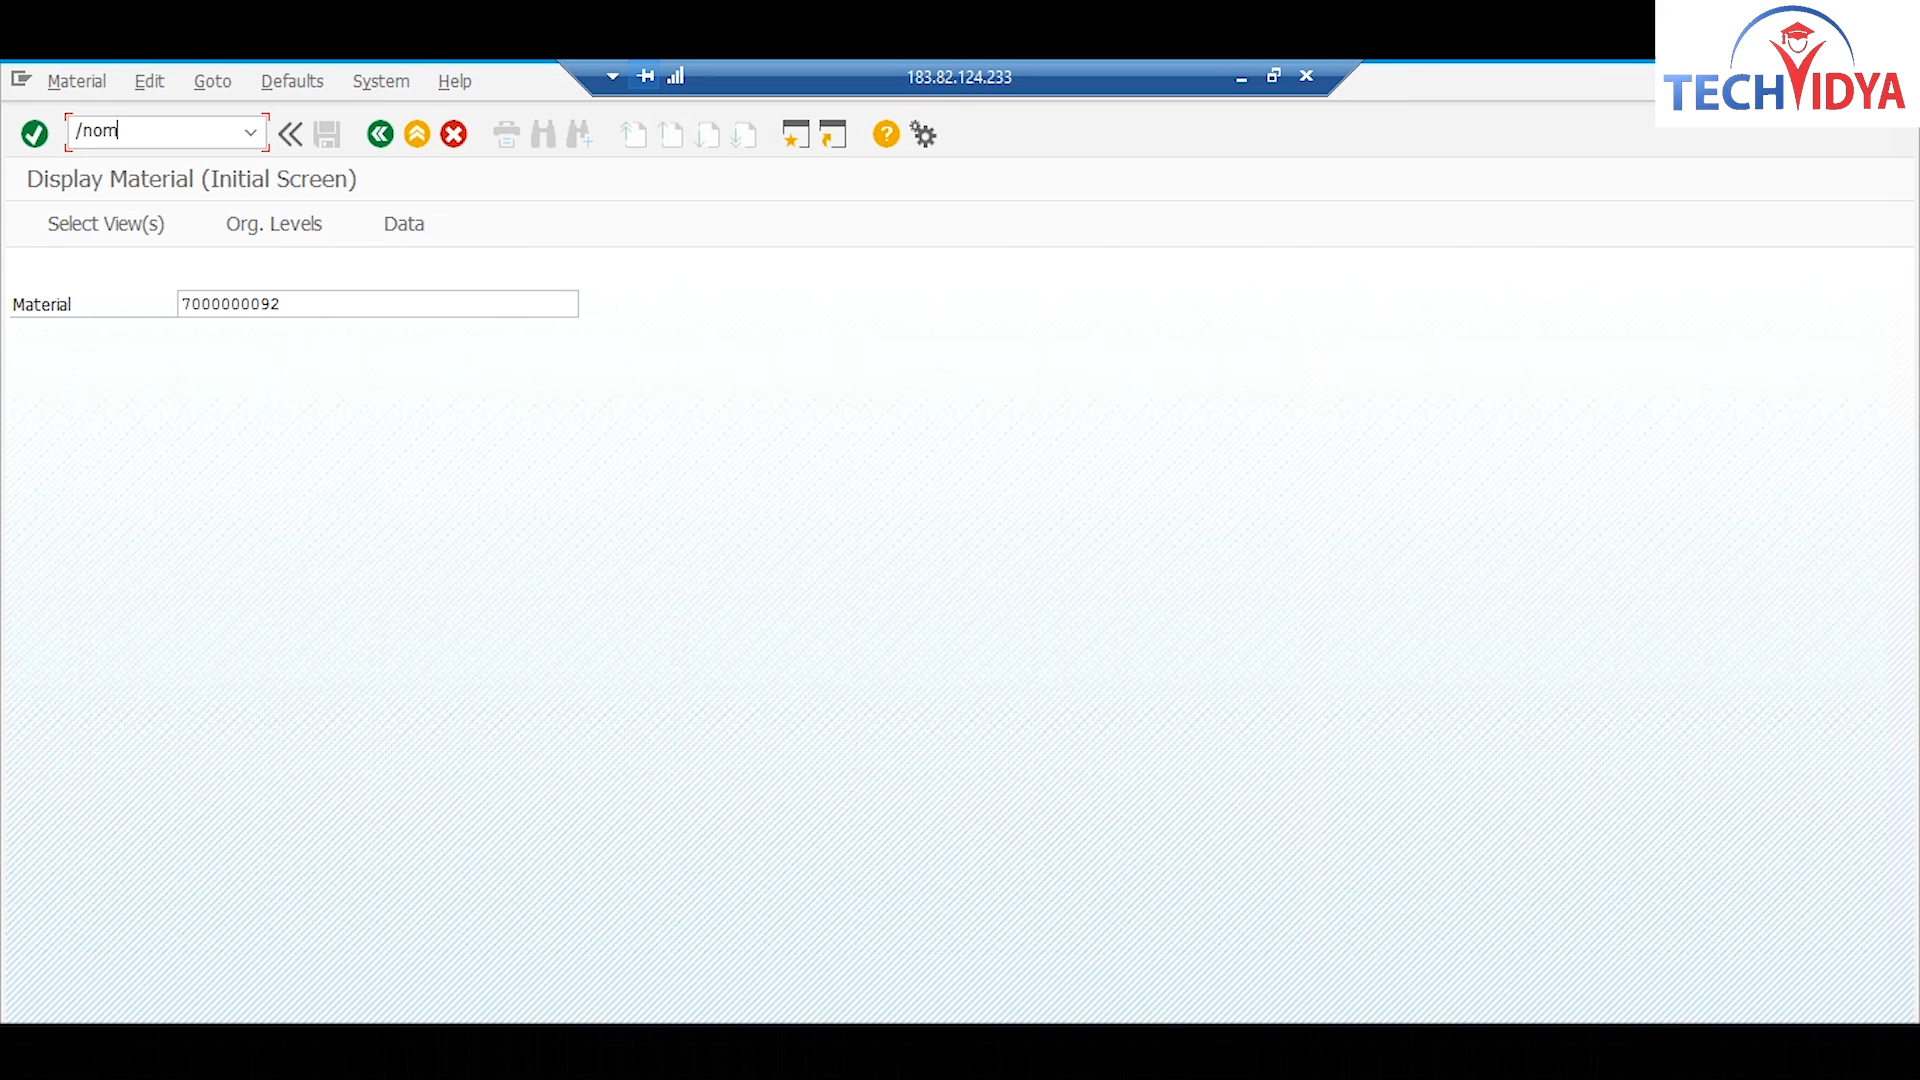 TECHVIDYA
Material Edit Goto Defaults System Help
183.82.124.233
/nom
Display Material (Initial Screen)
Select View(s) Org. Levels Data
Material 7000000092